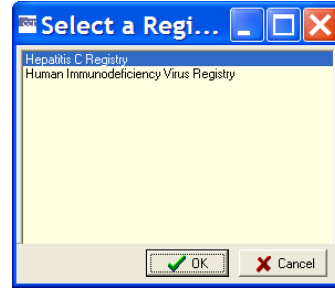 Select a Regi...
Hepatitis C Registry
Human Immunodeficiency Virus Registry
OK
Cancel